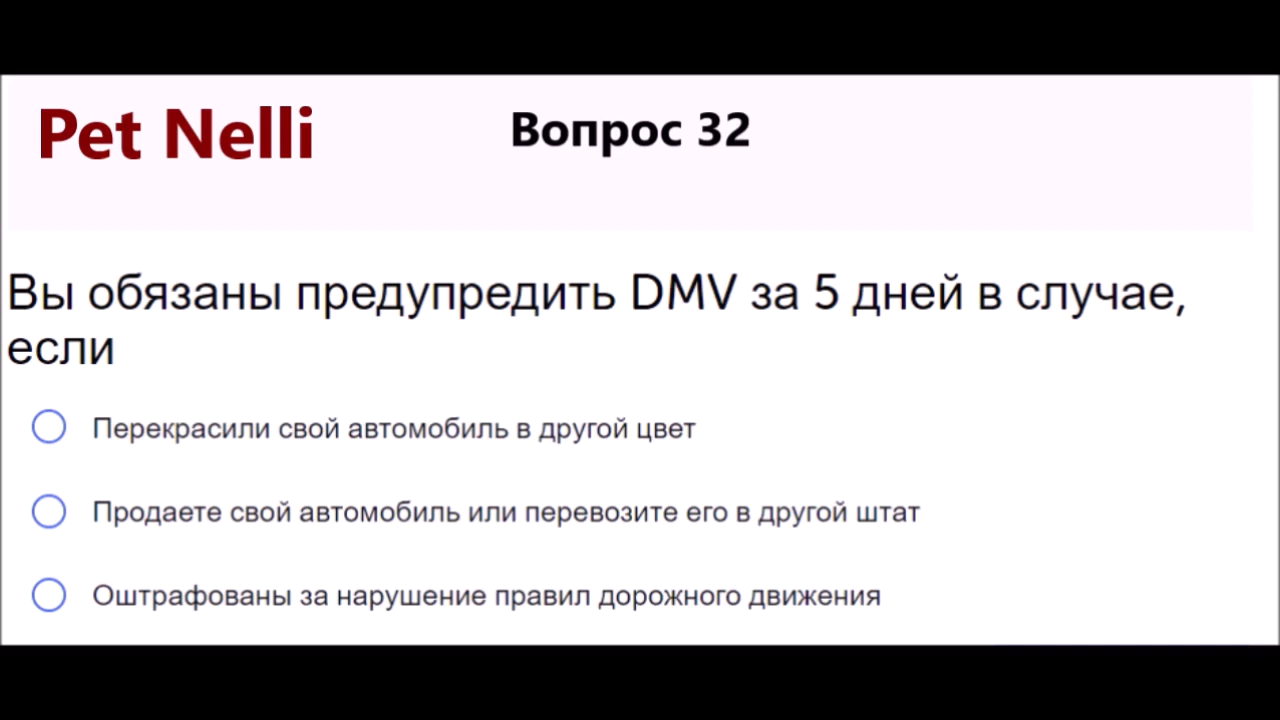 Pet Nelli
Вопрос 32
Вы обязаны предупредить DMV за 5 дней в случае,
если
Перекрасили свой автомобиль в другой цвет
Продаете свой автомобиль или перевозите его в другой штат
Оштрафованы за нарушение правил дорожного движения